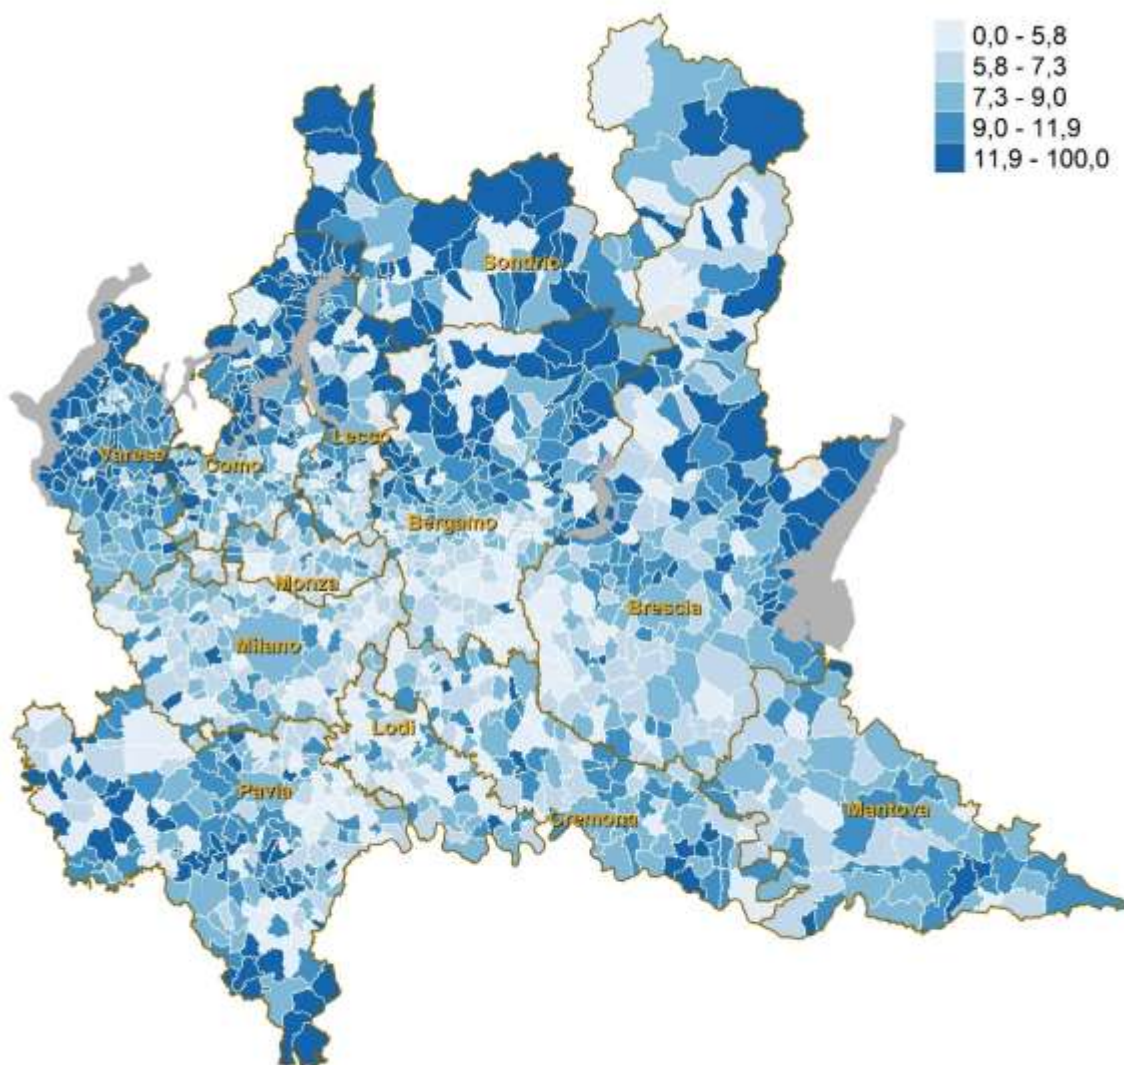 0,0 - 5,8
5,8 - 7,3
7,3 - 9,0
9,0 - 11,9
11,9 - 100,0
Sondrio
Lecco
Varese
Como
Bergamo
Monza
Brescia
Milano
Lodi
Pavia
Cremona
Mantova